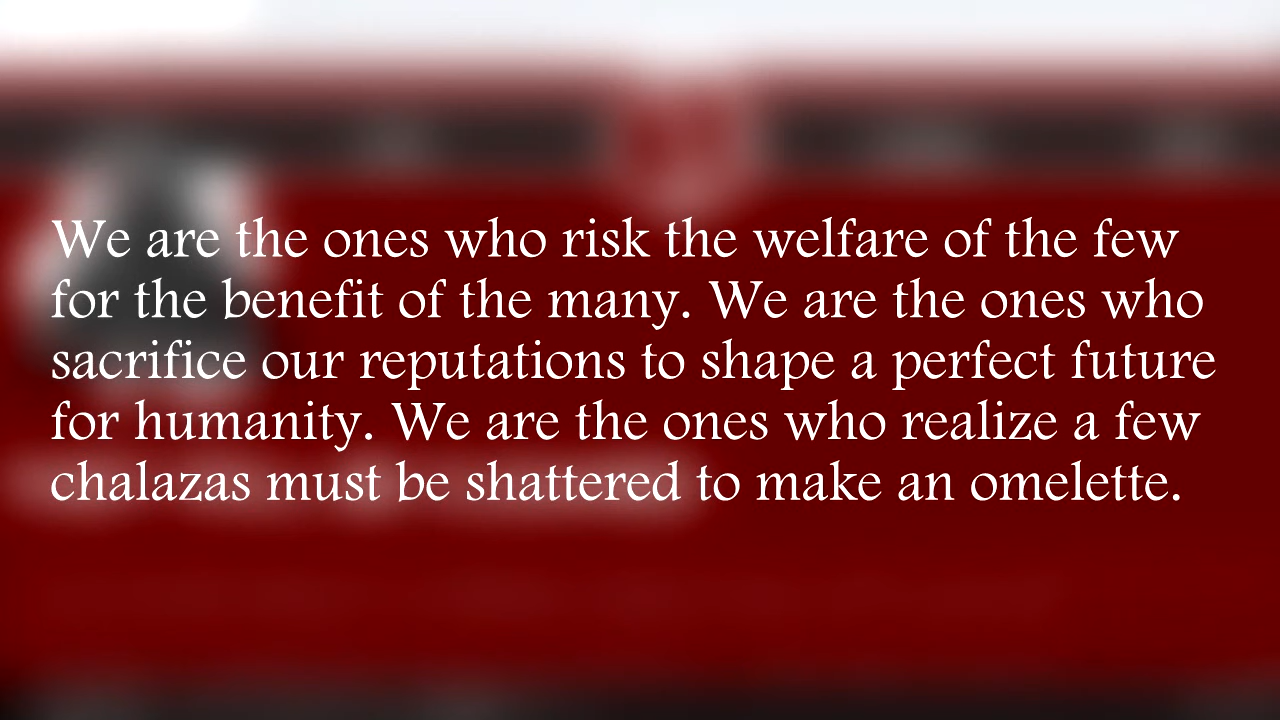 We are the ones who risk the welfare of the few
for the benefit of the many. We are the ones who
sacrifice our reputations to shape a perfect future
for humanity. We are the ones who realize a few
chalazas must be shattered to make an omelette.